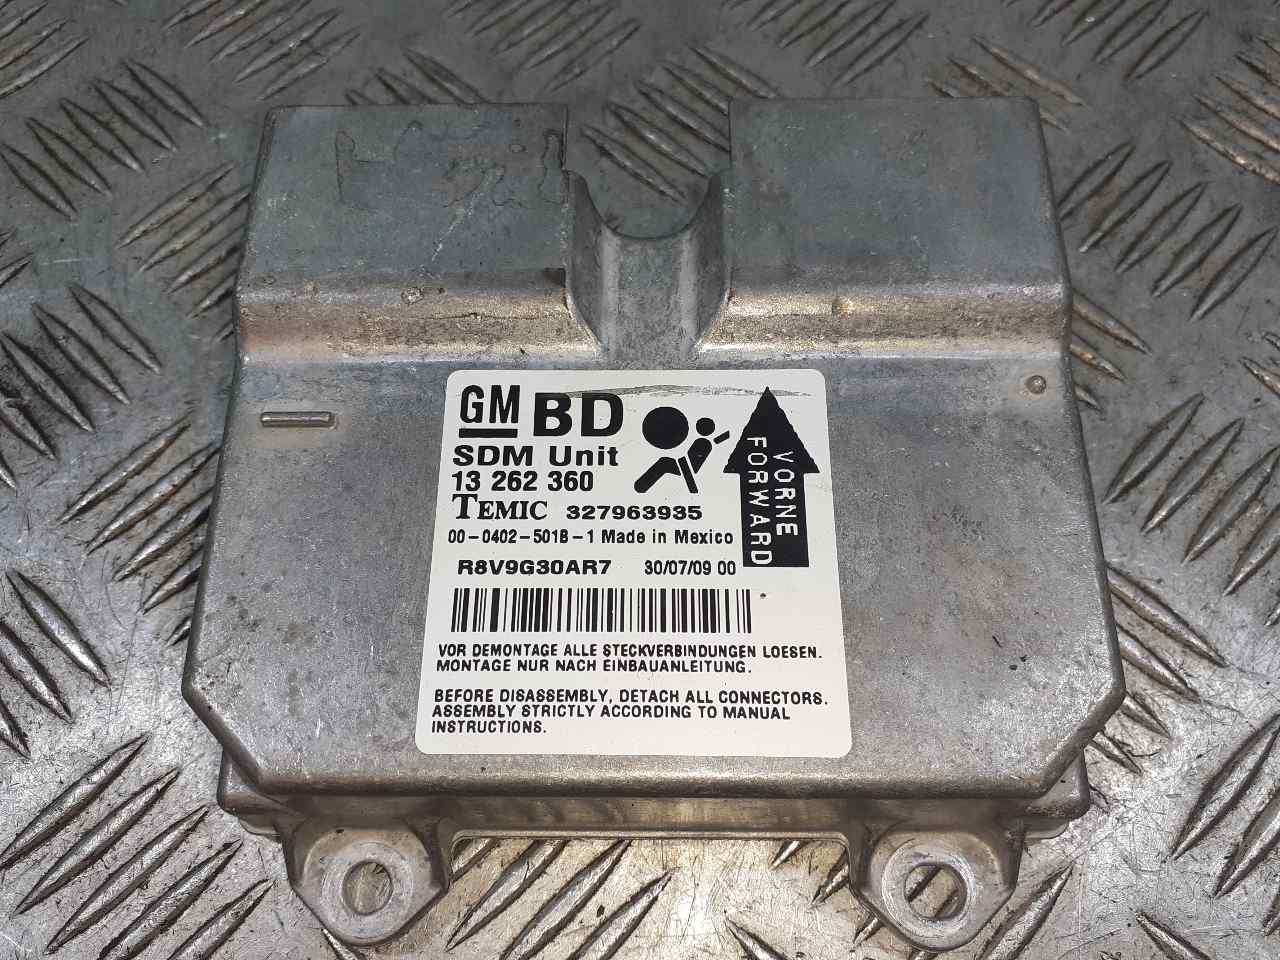 GM BD
SDM Unit
13 262 360
TEMIC 327963935
00-0402-501B-1 Made in Mexico
R8V9G30AR7 30/07/09 00
VORNE
FORWARD
VOR DEMONTAGE ALLE STECKVERBINDUNGEN LOESEN.
MONTAGE NUR NACH EINBAUANLEITUNG.
BEFORE DISASSEMBLY, DETACH ALL CONNECTORS.
ASSEMBLY STRICTLY ACCORDING TO MANUAL
INSTRUCTIONS.